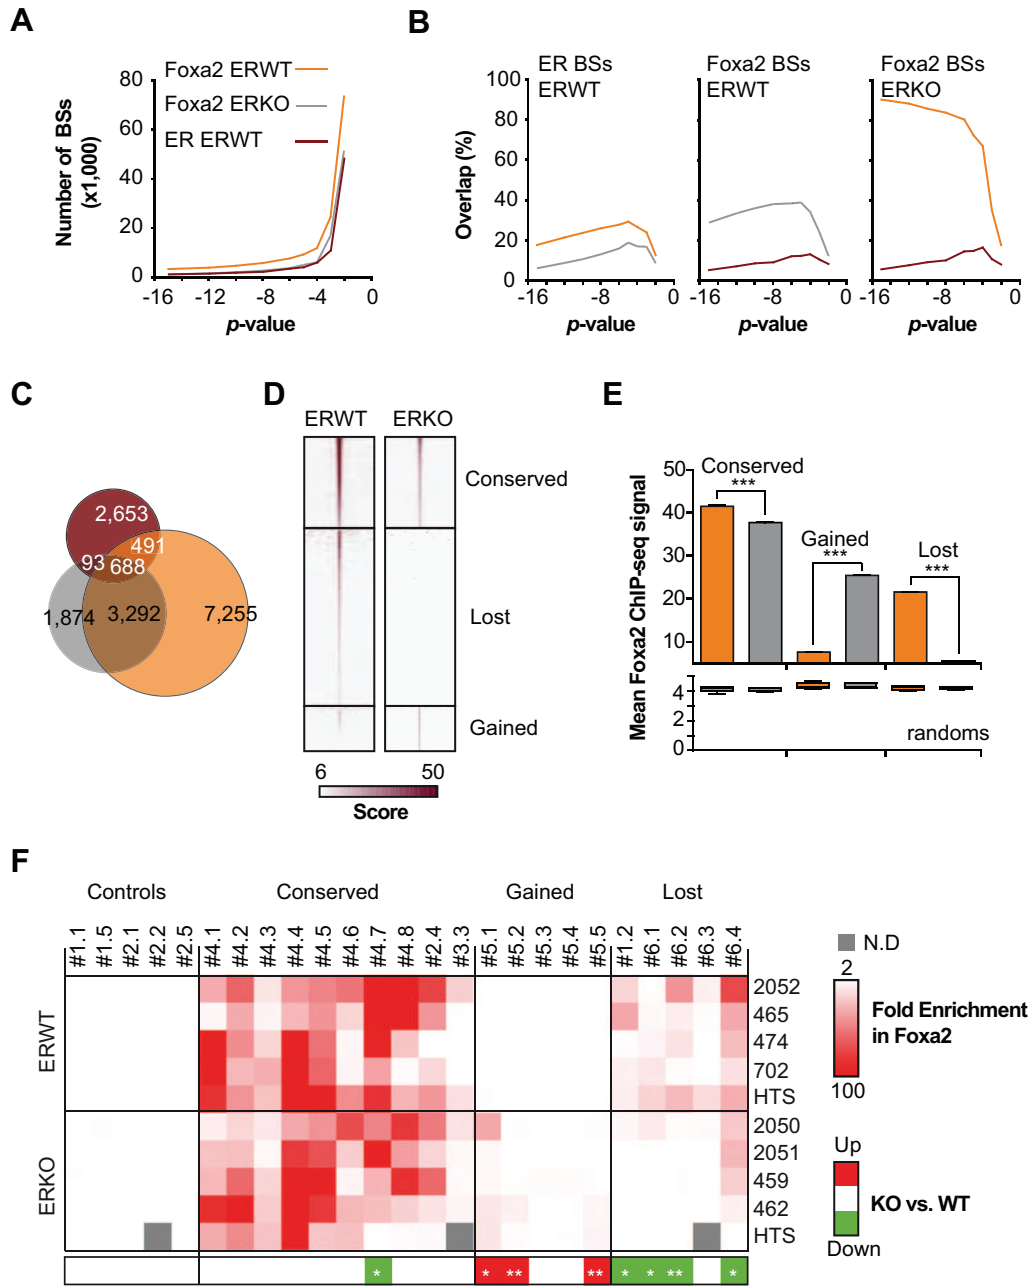 A
Foxa2 ERWT
Foxa2 ERKO
ER ERWT
Number of BSs
(x1,000)
80
60
40
20
0
-16
-12
-8
-4
0
p-value
B
ER BSs
ERWT
Foxa2 BSs
ERWT
Foxa2 BSs
ERKO
Overlap (%)
100
80
60
40
20
0
-16
-8
0
-16
-8
0
-16
-8
0
p-value
p-value
p-value
C
2,653
491
93
688
1,874
3,292
7,255
D
ERWT
ERKO
Conserved
Lost
Gained
6
50
Score
E
Mean Foxa2 ChIP-seq signal
50
40
30
20
10
4
2
0
Conserved
***
Gained
***
Lost
***
randoms
F
Controls
Conserved
Gained
Lost
#1.1
#1.5
#2.1
#2.2
#2.5
#4.1
#4.2
#4.3
#4.4
#4.5
#4.6
#4.7
#4.8
#2.4
#3.3
#5.1
#5.2
#5.3
#5.4
#5.5
#1.2
#6.1
#6.2
#6.3
#6.4
ERWT
2052
465
474
702
HTS
ERKO
2050
2051
459
462
HTS
*
*
**
**
*
*
**
*
N.D
2
Fold Enrichment
in Foxa2
100
Up
KO vs. WT
Down